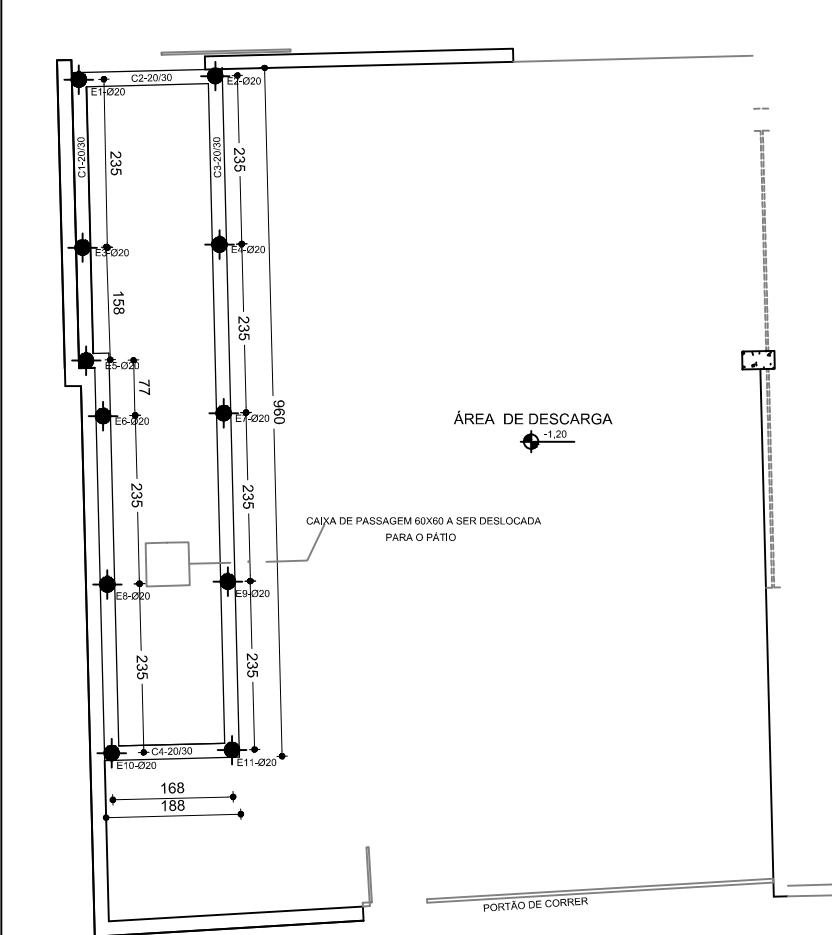 C2-20/30
E1-Ø20
E2-Ø20
C1-20/30
235
C3-20/30
235
E3-Ø20
E4-Ø20
158
235
E5-Ø20
77
960
E6-Ø20
E7-Ø20
ÁREA DE DESCARGA
-1,20
235
235
CAIXA DE PASSAGEM 60X60 A SER DESLOCADA
PARA O PÁTIO
E8-Ø20
E9-Ø20
235
235
C4-20/30
E10-Ø20
E11-Ø20
168
188
PORTÃO DE CORRER